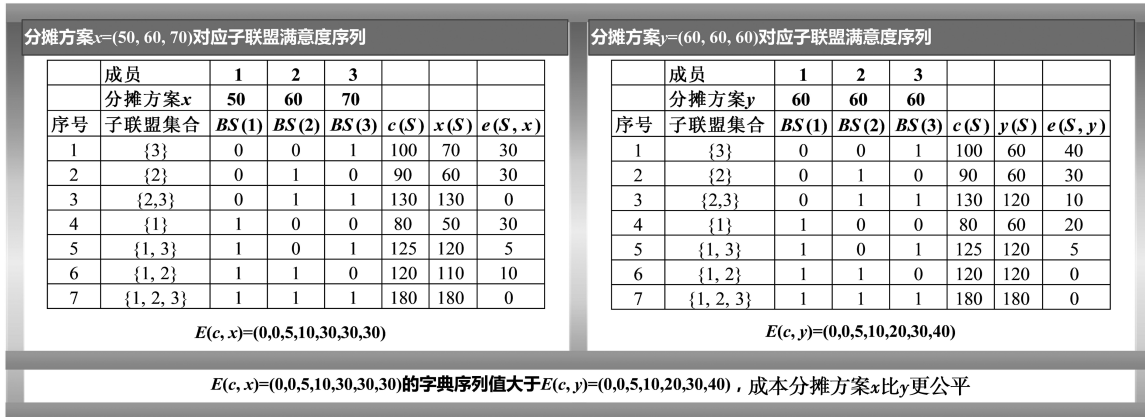 分摊方案x=(50, 60, 70)对应子联盟满意度序列
成员 1 2 3
分摊方案x 50 60 70
序号 子联盟集合 BS(1) BS(2) BS(3) c(S) x(S) e(S, x)
1 {3} 0 0 1 100 70 30
2 {2} 0 1 0 90 60 30
3 {2,3} 0 1 1 130 130 0
4 {1} 1 0 0 80 50 30
5 {1, 3} 1 0 1 125 120 5
6 {1, 2} 1 1 0 120 110 10
7 {1, 2, 3} 1 1 1 180 180 0
E(c, x)=(0,0,5,10,30,30,30)
分摊方案y=(60, 60, 60)对应子联盟满意度序列
成员 1 2 3
分摊方案y 60 60 60
序号 子联盟集合 BS(1) BS(2) BS(3) c(S) y(S) e(S, y)
1 {3} 0 0 1 100 60 40
2 {2} 0 1 0 90 60 30
3 {2,3} 0 1 1 130 120 10
4 {1} 1 0 0 80 60 20
5 {1, 3} 1 0 1 125 120 5
6 {1, 2} 1 1 0 120 120 0
7 {1, 2, 3} 1 1 1 180 180 0
E(c, y)=(0,0,5,10,20,30,40)
E(c, x)=(0,0,5,10,30,30,30)的字典序列值大于E(c, y)=(0,0,5,10,20,30,40)，成本分摊方案x比y更公平